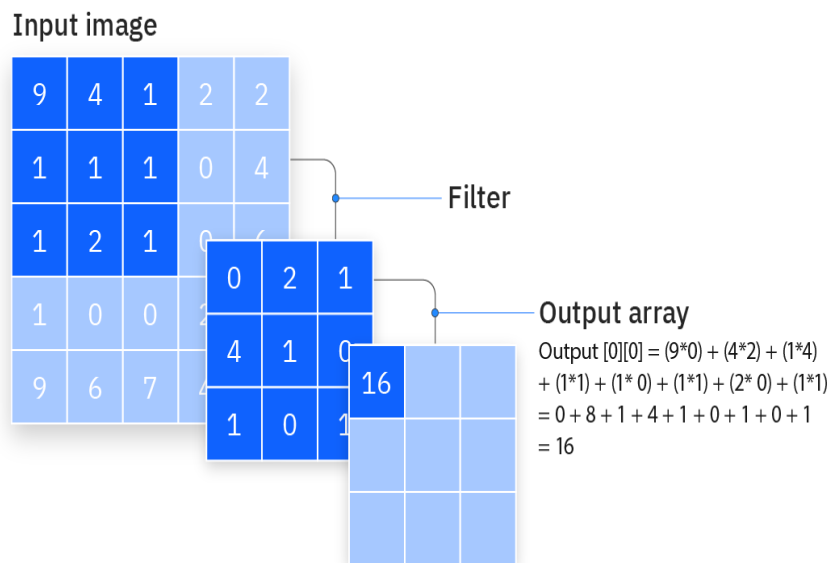 Input image
9 4 1 2 2
1 1 1 0 4
1 2 1 0
1 0 0
9 6 7
Filter
0 2 1
4 1 0
1 0 1
Output array
16
Output [0][0] = (9*0) + (4*2) + (1*4)
+ (1*1) + (1* 0) + (1*1) + (2* 0) + (1*1)
= 0 + 8 + 1 + 4 + 1 + 0 + 1 + 0 + 1
= 16